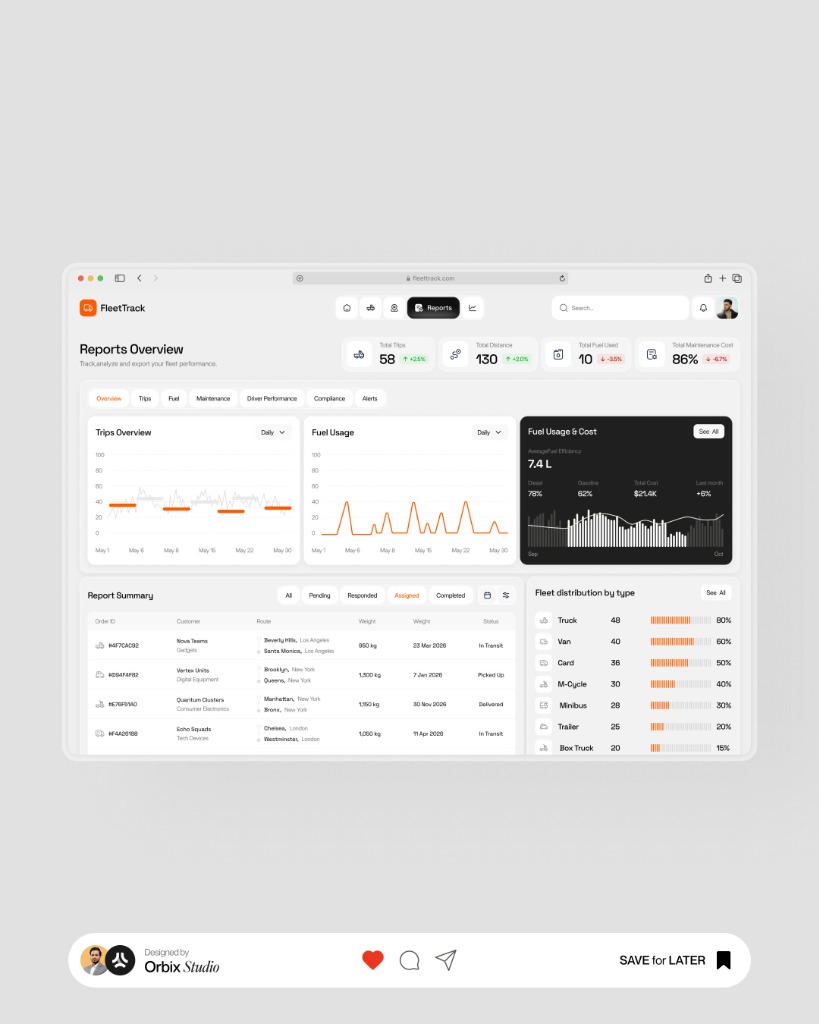 fleettrack.com
FleetTrack
Reports
Search...
Reports Overview
Track,analyze and export your fleet performance.
Total Trips
58 +2.5%
Total Distance
130 +2.0%
Total Fuel Used
10 -3.5%
Total Maintenance Cost
86% -6.7%
Overview Trips Fuel Maintenance Driver Performance Compliance Alerts
Trips Overview Daily
100
80
60
40
20
0
May 1 May 6 May 8 May 15 May 22 May 30
Fuel Usage Daily
100
80
60
40
20
0
May 1 May 6 May 8 May 15 May 22 May 30
Fuel Usage & Cost See All
AverageFuel Efficiency
7.4 L
Diesel Gasoline Total Cost Last month
78% 62% $21.4K +6%
Sep Oct
Report Summary All Pending Responded Assigned Completed
Order ID Customer Route Weight Weight Status
#4F7CAC92 Nova Teams Beverly Hills, Los Angeles 950 kg 23 Mar 2026 In Transit
Gadgets Santa Monica, Los Angeles
#D94F4F82 Vertex Units Brooklyn, New York 1,300 kg 7 Jan 2026 Picked Up
Digital Equipment Queens, New York
Quantum Clusters Manhattan, New York 1,150 kg 30 Nov 2026 Delivered
Consumer Electronics Bronx, New York
Echo Squads Chelsea, London 1,050 kg 11 Apr 2026 In Transit
Tech Devices Westminster, London
Fleet distribution by type See All
Truck 48 80%
Van 40 60%
Card 36 50%
M-Cycle 30 40%
Minibus 28 30%
Trailer 25 20%
Box Truck 20 15%
Designed by
Orbix Studio
SAVE for LATER